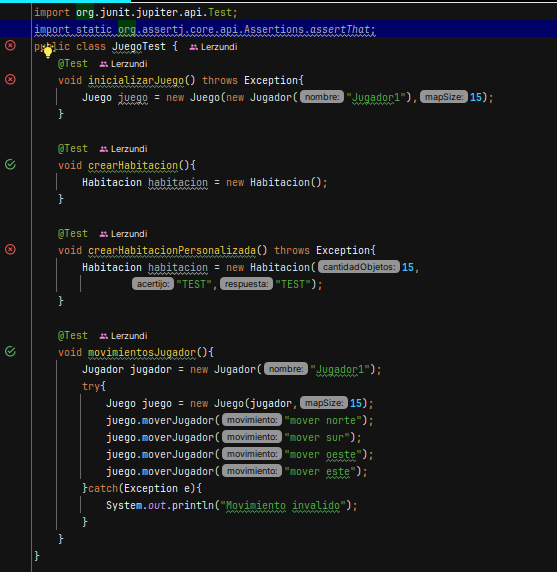 import org.junit.jupiter.api.Test;
import static org.assertj.core.api.Assertions.assertThat;
public class JuegoTest { Lerzundi
@Test Lerzundi
void inicializarJuego() throws Exception{
Juego juego = new Juego(new Jugador( nombre: "Jugador1"), mapSize: 15);
}
@Test Lerzundi
void crearHabitacion(){
Habitacion habitacion = new Habitacion();
}
@Test Lerzundi
void crearHabitacionPersonalizada() throws Exception{
Habitacion habitacion = new Habitacion( cantidadObjetos: 15,
acertijo: "TEST", respuesta: "TEST");
}
@Test Lerzundi
void movimientosJugador(){
Jugador jugador = new Jugador( nombre: "Jugador1");
try{
Juego juego = new Juego(jugador, mapSize: 15);
juego.moverJugador( movimiento: "mover norte");
juego.moverJugador( movimiento: "mover sur");
juego.moverJugador( movimiento: "mover oeste");
juego.moverJugador( movimiento: "mover este");
}catch(Exception e){
System.out.println("Movimiento invalido");
}
}
}